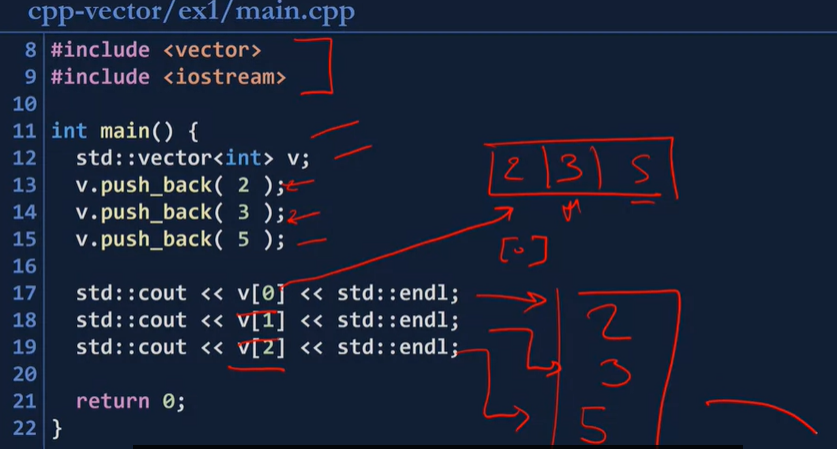 cpp-vector/ex1/main.cpp
8 #include <vector>
9 #include <iostream>
10
11 int main() {
12   std::vector<int> v;
13   v.push_back( 2 );
14   v.push_back( 3 );
15   v.push_back( 5 );
16
17   std::cout << v[0] << std::endl;
18   std::cout << v[1] << std::endl;
19   std::cout << v[2] << std::endl;
20
21   return 0;
22 }
2 | 3 | 5
[0]
2
3
5